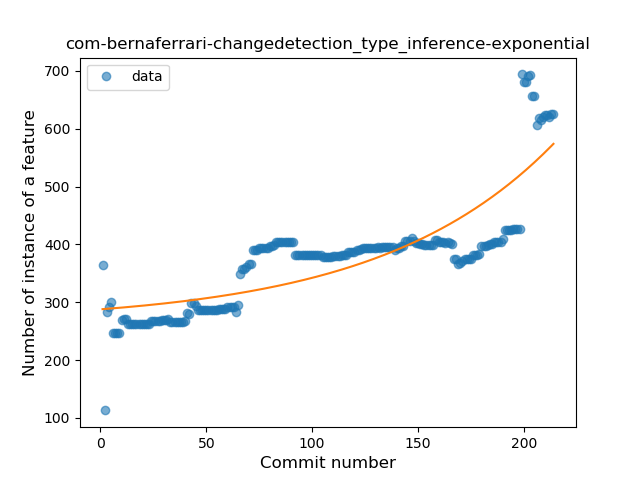 com-bernaferrari-changedetection_type_inference-exponential
data
Number of instance of a feature
700
600
500
400
300
200
100
0 50 100 150 200
Commit number